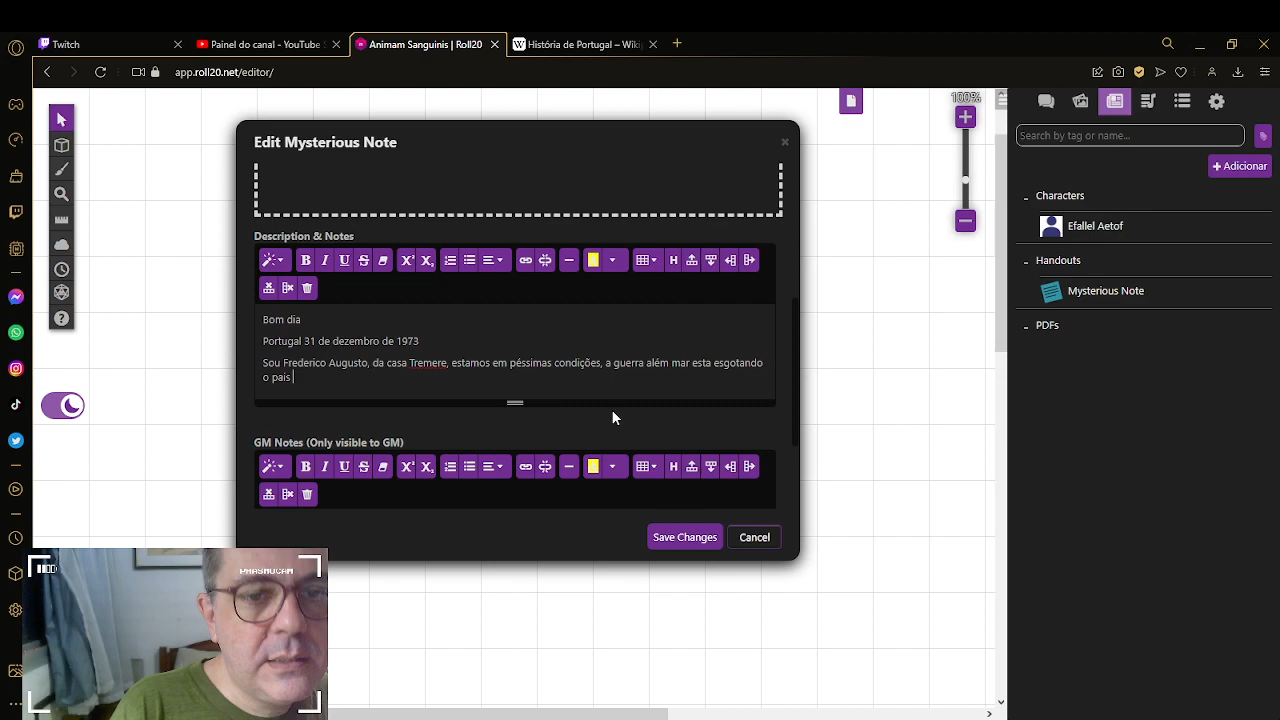 Twitch
Painel do canal - YouTube S
Animam Sanguinis | Roll20
História de Portugal – Wiki
app.roll20.net/editor/
100%
Edit Mysterious Note
Description & Notes
Bom dia
Portugal 31 de dezembro de 1973
Sou Frederico Augusto, da casa Tremere, estamos em péssimas condições, a guerra além mar esta esgotando
o pais
GM Notes (Only visible to GM)
Save Changes
Cancel
Search by tag or name...
+ Adicionar
Characters
Efallel Aetof
Handouts
Mysterious Note
PDFs
PHASMOCAM